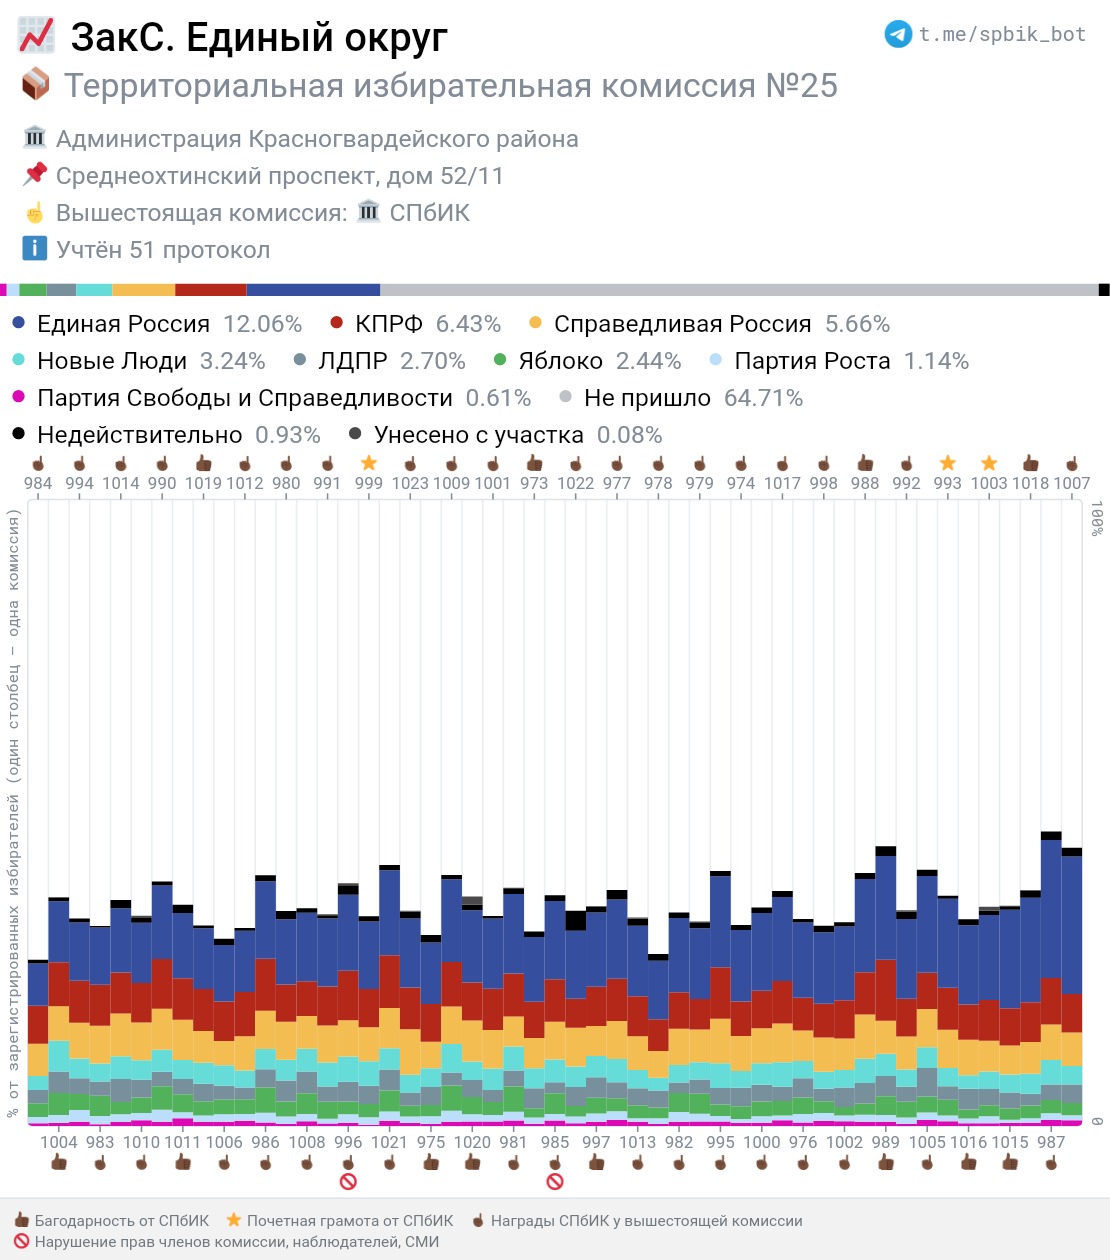 ЗакС. Единый округ
t.me/spbik_bot
Территориальная избирательная комиссия №25
Администрация Красногвардейского района
Среднеохтинский проспект, дом 52/11
Вышестоящая комиссия: СПбИК
Учтён 51 протокол
Единая Россия 12.06% КПРФ 6.43% Справедливая Россия 5.66%
Новые Люди 3.24% ЛДПР 2.70% Яблоко 2.44% Партия Роста 1.14%
Партия Свободы и Справедливости 0.61% Не пришло 64.71%
Недействительно 0.93% Унесено с участка 0.08%
984 994 1014 990 1019 1012 980 991 999 1023 1009 1001 973 1022 977 978 979 974 1017 998 988 992 993 1003 1018 1007
% от зарегистрированных избирателей (один столбец – одна комиссия)
100%
0
1004 983 1010 1011 1006 986 1008 996 1021 975 1020 981 985 997 1013 982 995 1000 976 1002 989 1005 1016 1015 987
Багодарность от СПбИК Почетная грамота от СПбИК Награды СПбИК у вышестоящей комиссии
Нарушение прав членов комиссии, наблюдателей, СМИ